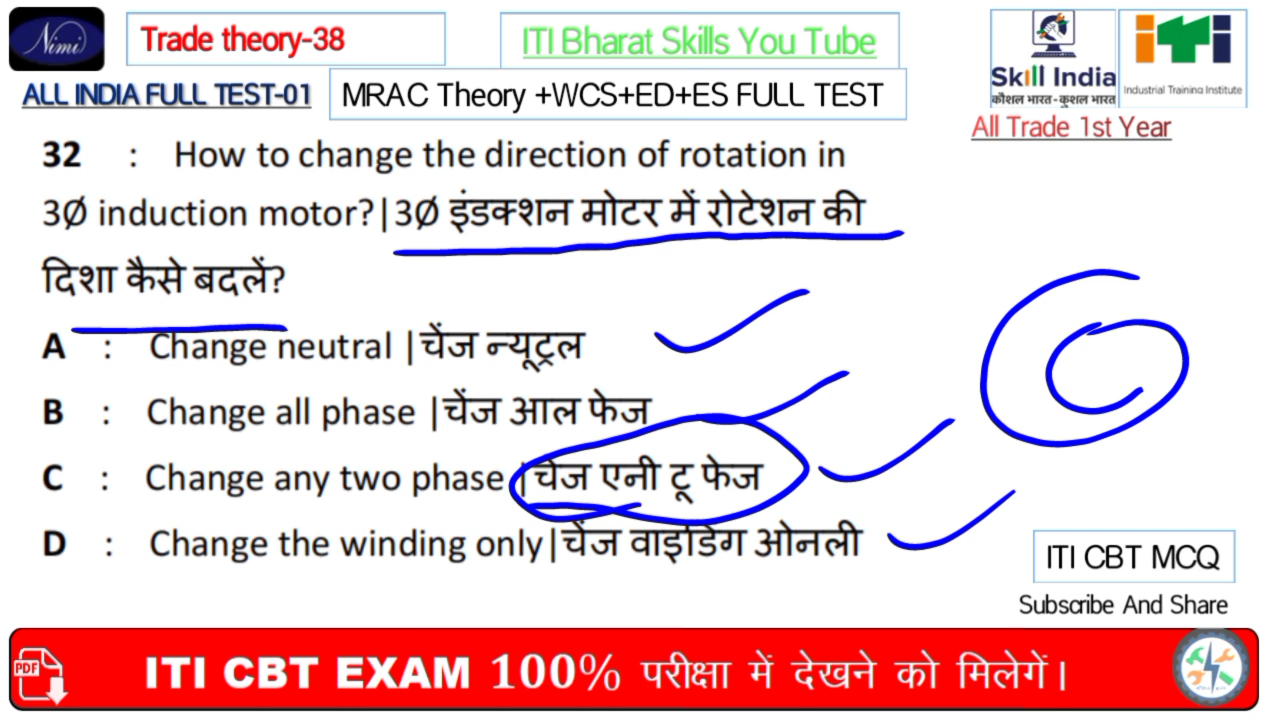 Nimi
Trade theory-38
ITI Bharat Skills You Tube
Skill India
कौशल भारत-कुशल भारत
iTi
Industrial Training Institute
ALL INDIA FULL TEST-01
MRAC Theory +WCS+ED+ES FULL TEST
All Trade 1st Year
32 : How to change the direction of rotation in
3Ø induction motor?|3Ø इंडक्शन मोटर में रोटेशन की
दिशा कैसे बदलें?
A : Change neutral |चेंज न्यूट्रल
B : Change all phase |चेंज आल फेज
C : Change any two phase |चेंज एनी टू फेज
D : Change the winding only|चेंज वाइंडिंग ओनली
ITI CBT MCQ
Subscribe And Share
PDF
ITI CBT EXAM 100% परीक्षा में देखने को मिलेगें।